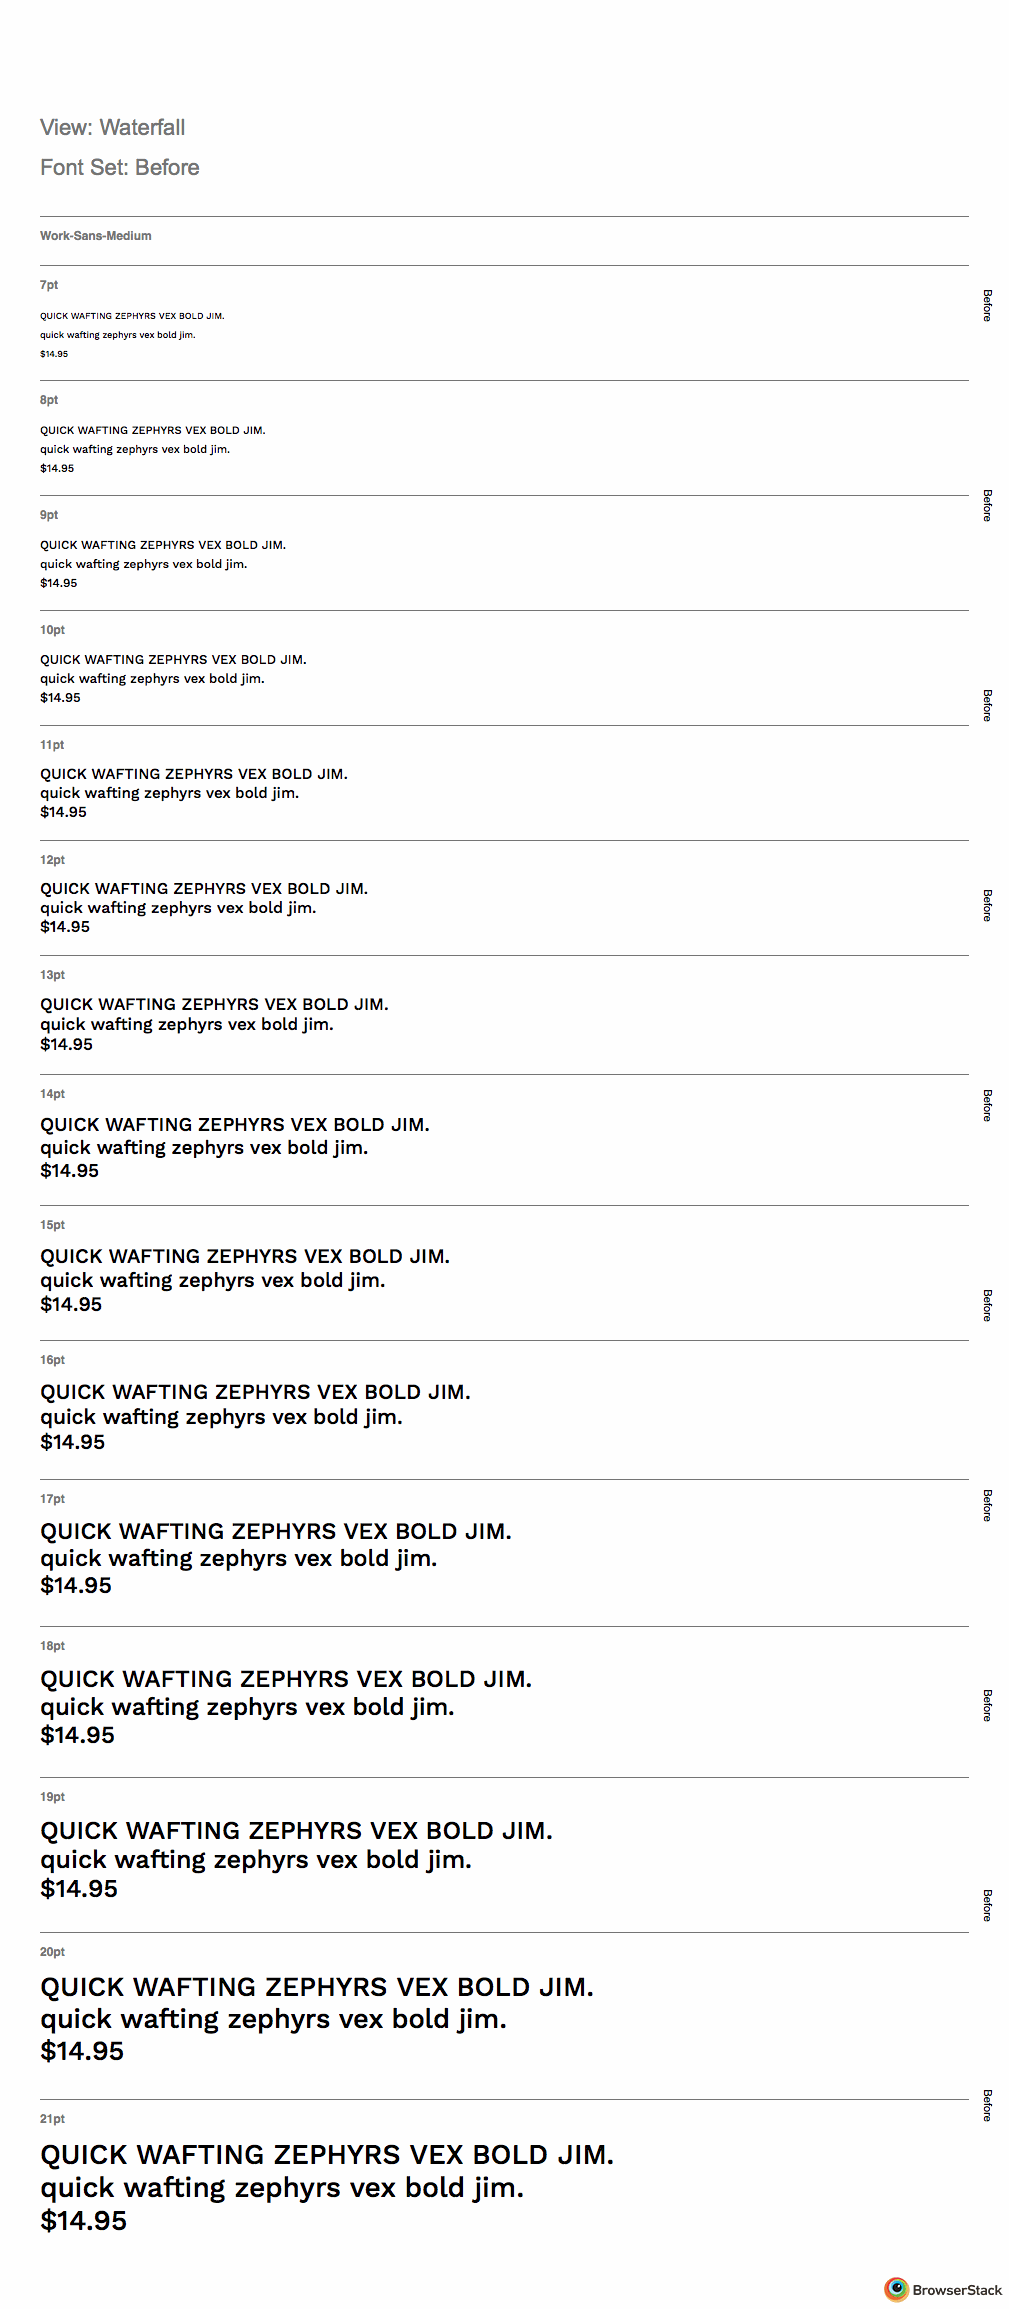 View: Waterfall
Font Set: Before
Work-Sans-Medium
7pt
QUICK WAFTING ZEPHYRS VEX BOLD JIM.
quick wafting zephyrs vex bold jim.
$14.95
Before
8pt
QUICK WAFTING ZEPHYRS VEX BOLD JIM.
quick wafting zephyrs vex bold jim.
$14.95
Before
9pt
QUICK WAFTING ZEPHYRS VEX BOLD JIM.
quick wafting zephyrs vex bold jim.
$14.95
10pt
QUICK WAFTING ZEPHYRS VEX BOLD JIM.
quick wafting zephyrs vex bold jim.
$14.95
Before
11pt
QUICK WAFTING ZEPHYRS VEX BOLD JIM.
quick wafting zephyrs vex bold jim.
$14.95
12pt
QUICK WAFTING ZEPHYRS VEX BOLD JIM.
quick wafting zephyrs vex bold jim.
$14.95
Before
13pt
QUICK WAFTING ZEPHYRS VEX BOLD JIM.
quick wafting zephyrs vex bold jim.
$14.95
14pt
QUICK WAFTING ZEPHYRS VEX BOLD JIM.
quick wafting zephyrs vex bold jim.
$14.95
Before
15pt
QUICK WAFTING ZEPHYRS VEX BOLD JIM.
quick wafting zephyrs vex bold jim.
$14.95
Before
16pt
QUICK WAFTING ZEPHYRS VEX BOLD JIM.
quick wafting zephyrs vex bold jim.
$14.95
17pt
QUICK WAFTING ZEPHYRS VEX BOLD JIM.
quick wafting zephyrs vex bold jim.
$14.95
Before
18pt
QUICK WAFTING ZEPHYRS VEX BOLD JIM.
quick wafting zephyrs vex bold jim.
$14.95
Before
19pt
QUICK WAFTING ZEPHYRS VEX BOLD JIM.
quick wafting zephyrs vex bold jim.
$14.95
Before
20pt
QUICK WAFTING ZEPHYRS VEX BOLD JIM.
quick wafting zephyrs vex bold jim.
$14.95
Before
21pt
QUICK WAFTING ZEPHYRS VEX BOLD JIM.
quick wafting zephyrs vex bold jim.
$14.95
BrowserStack